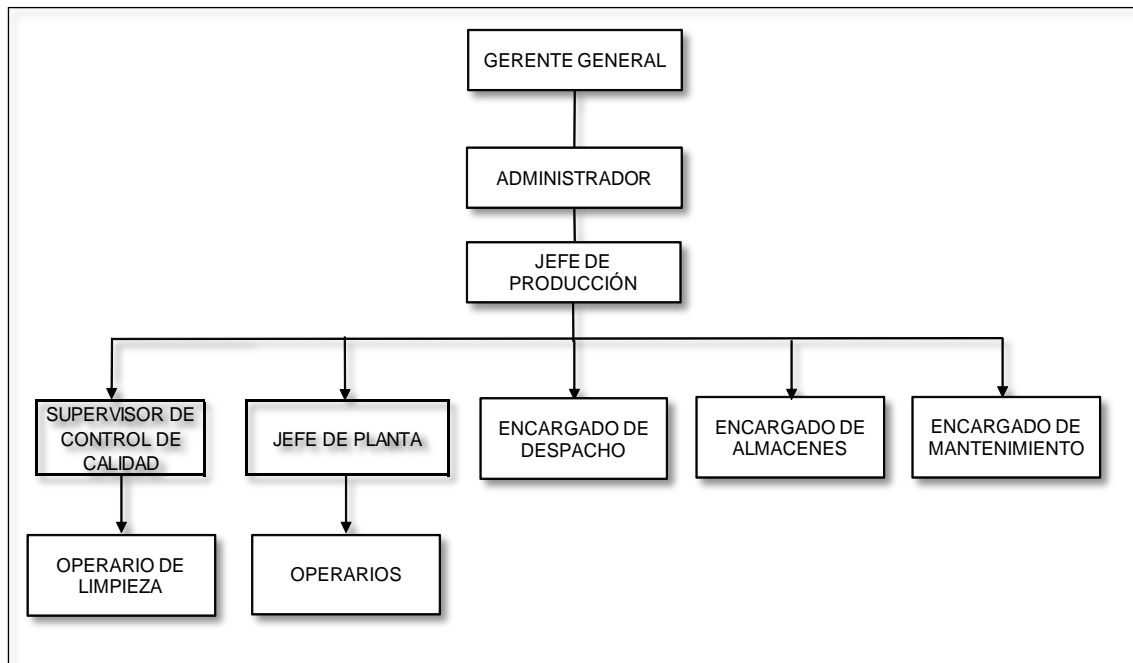 GERENTE GENERAL
ADMINISTRADOR
JEFE DE
PRODUCCIÓN
SUPERVISOR DE
CONTROL DE
CALIDAD
JEFE DE PLANTA
ENCARGADO DE
DESPACHO
ENCARGADO DE
ALMACENES
ENCARGADO DE
MANTENIMIENTO
OPERARIO DE
LIMPIEZA
OPERARIOS